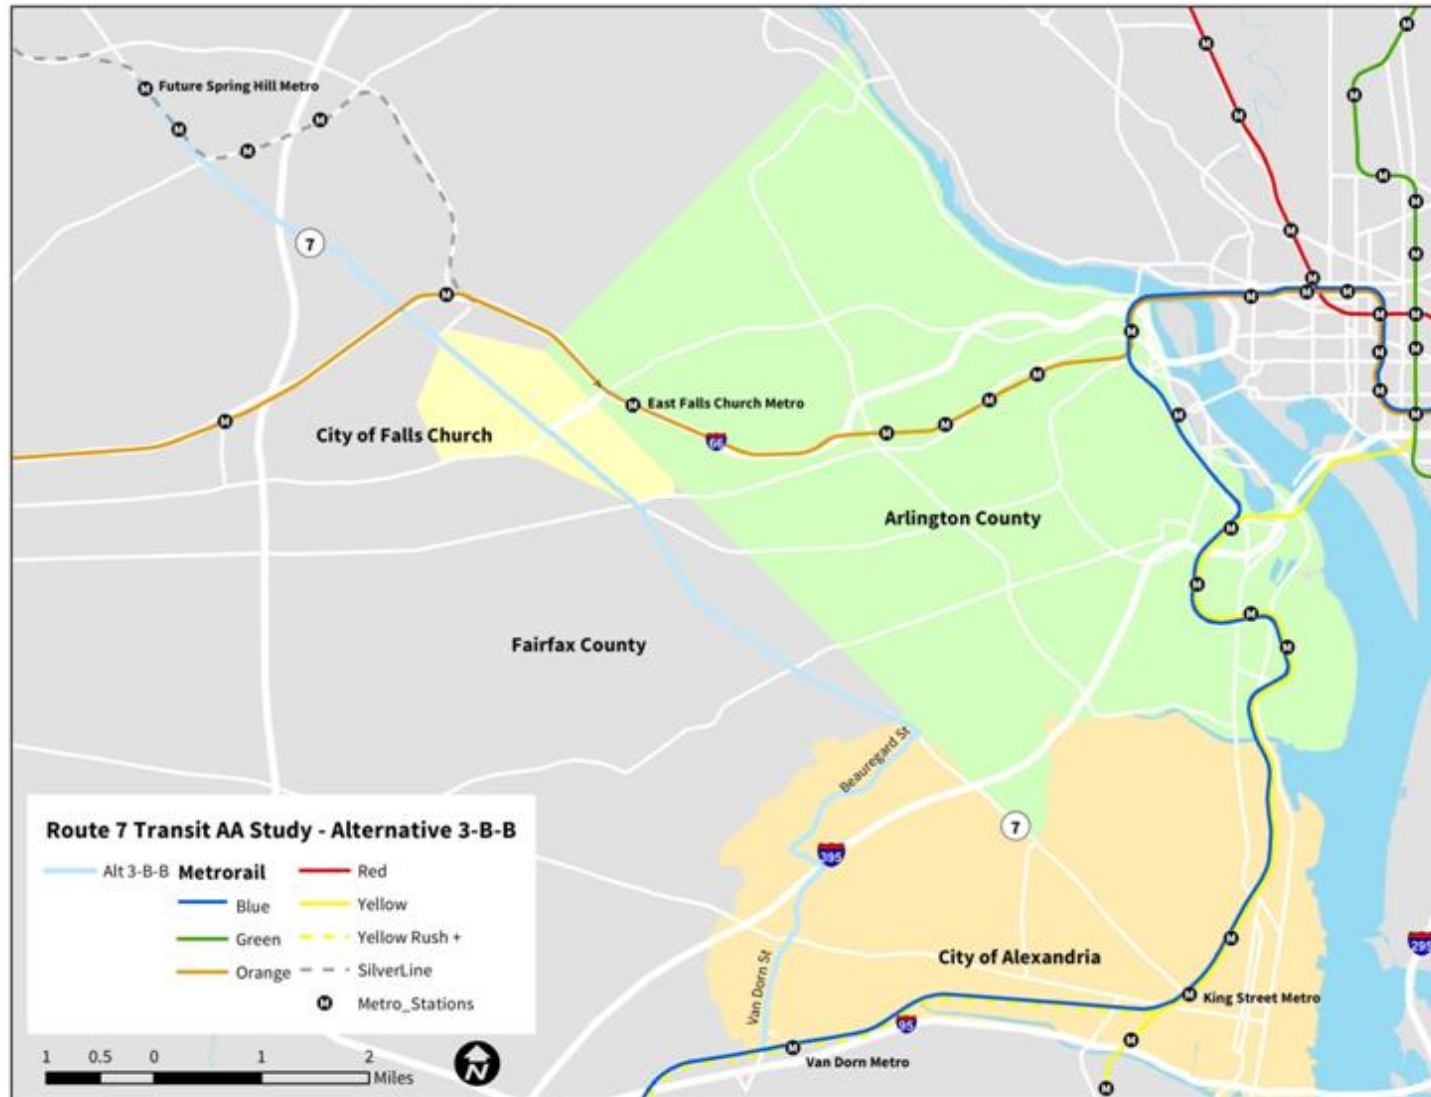 Future Spring Hill Metro
7
East Falls Church Metro
City of Falls Church
66
Arlington County
Fairfax County
Beauregard St
7
395
Route 7 Transit AA Study - Alternative 3-B-B
Alt 3-B-B
Metrorail
Red
Blue
Yellow
Green
Yellow Rush +
Orange
SilverLine
M Metro_Stations
295
City of Alexandria
Van Dorn St
King Street Metro
95
Van Dorn Metro
1 0.5 0 1 2
Miles
N